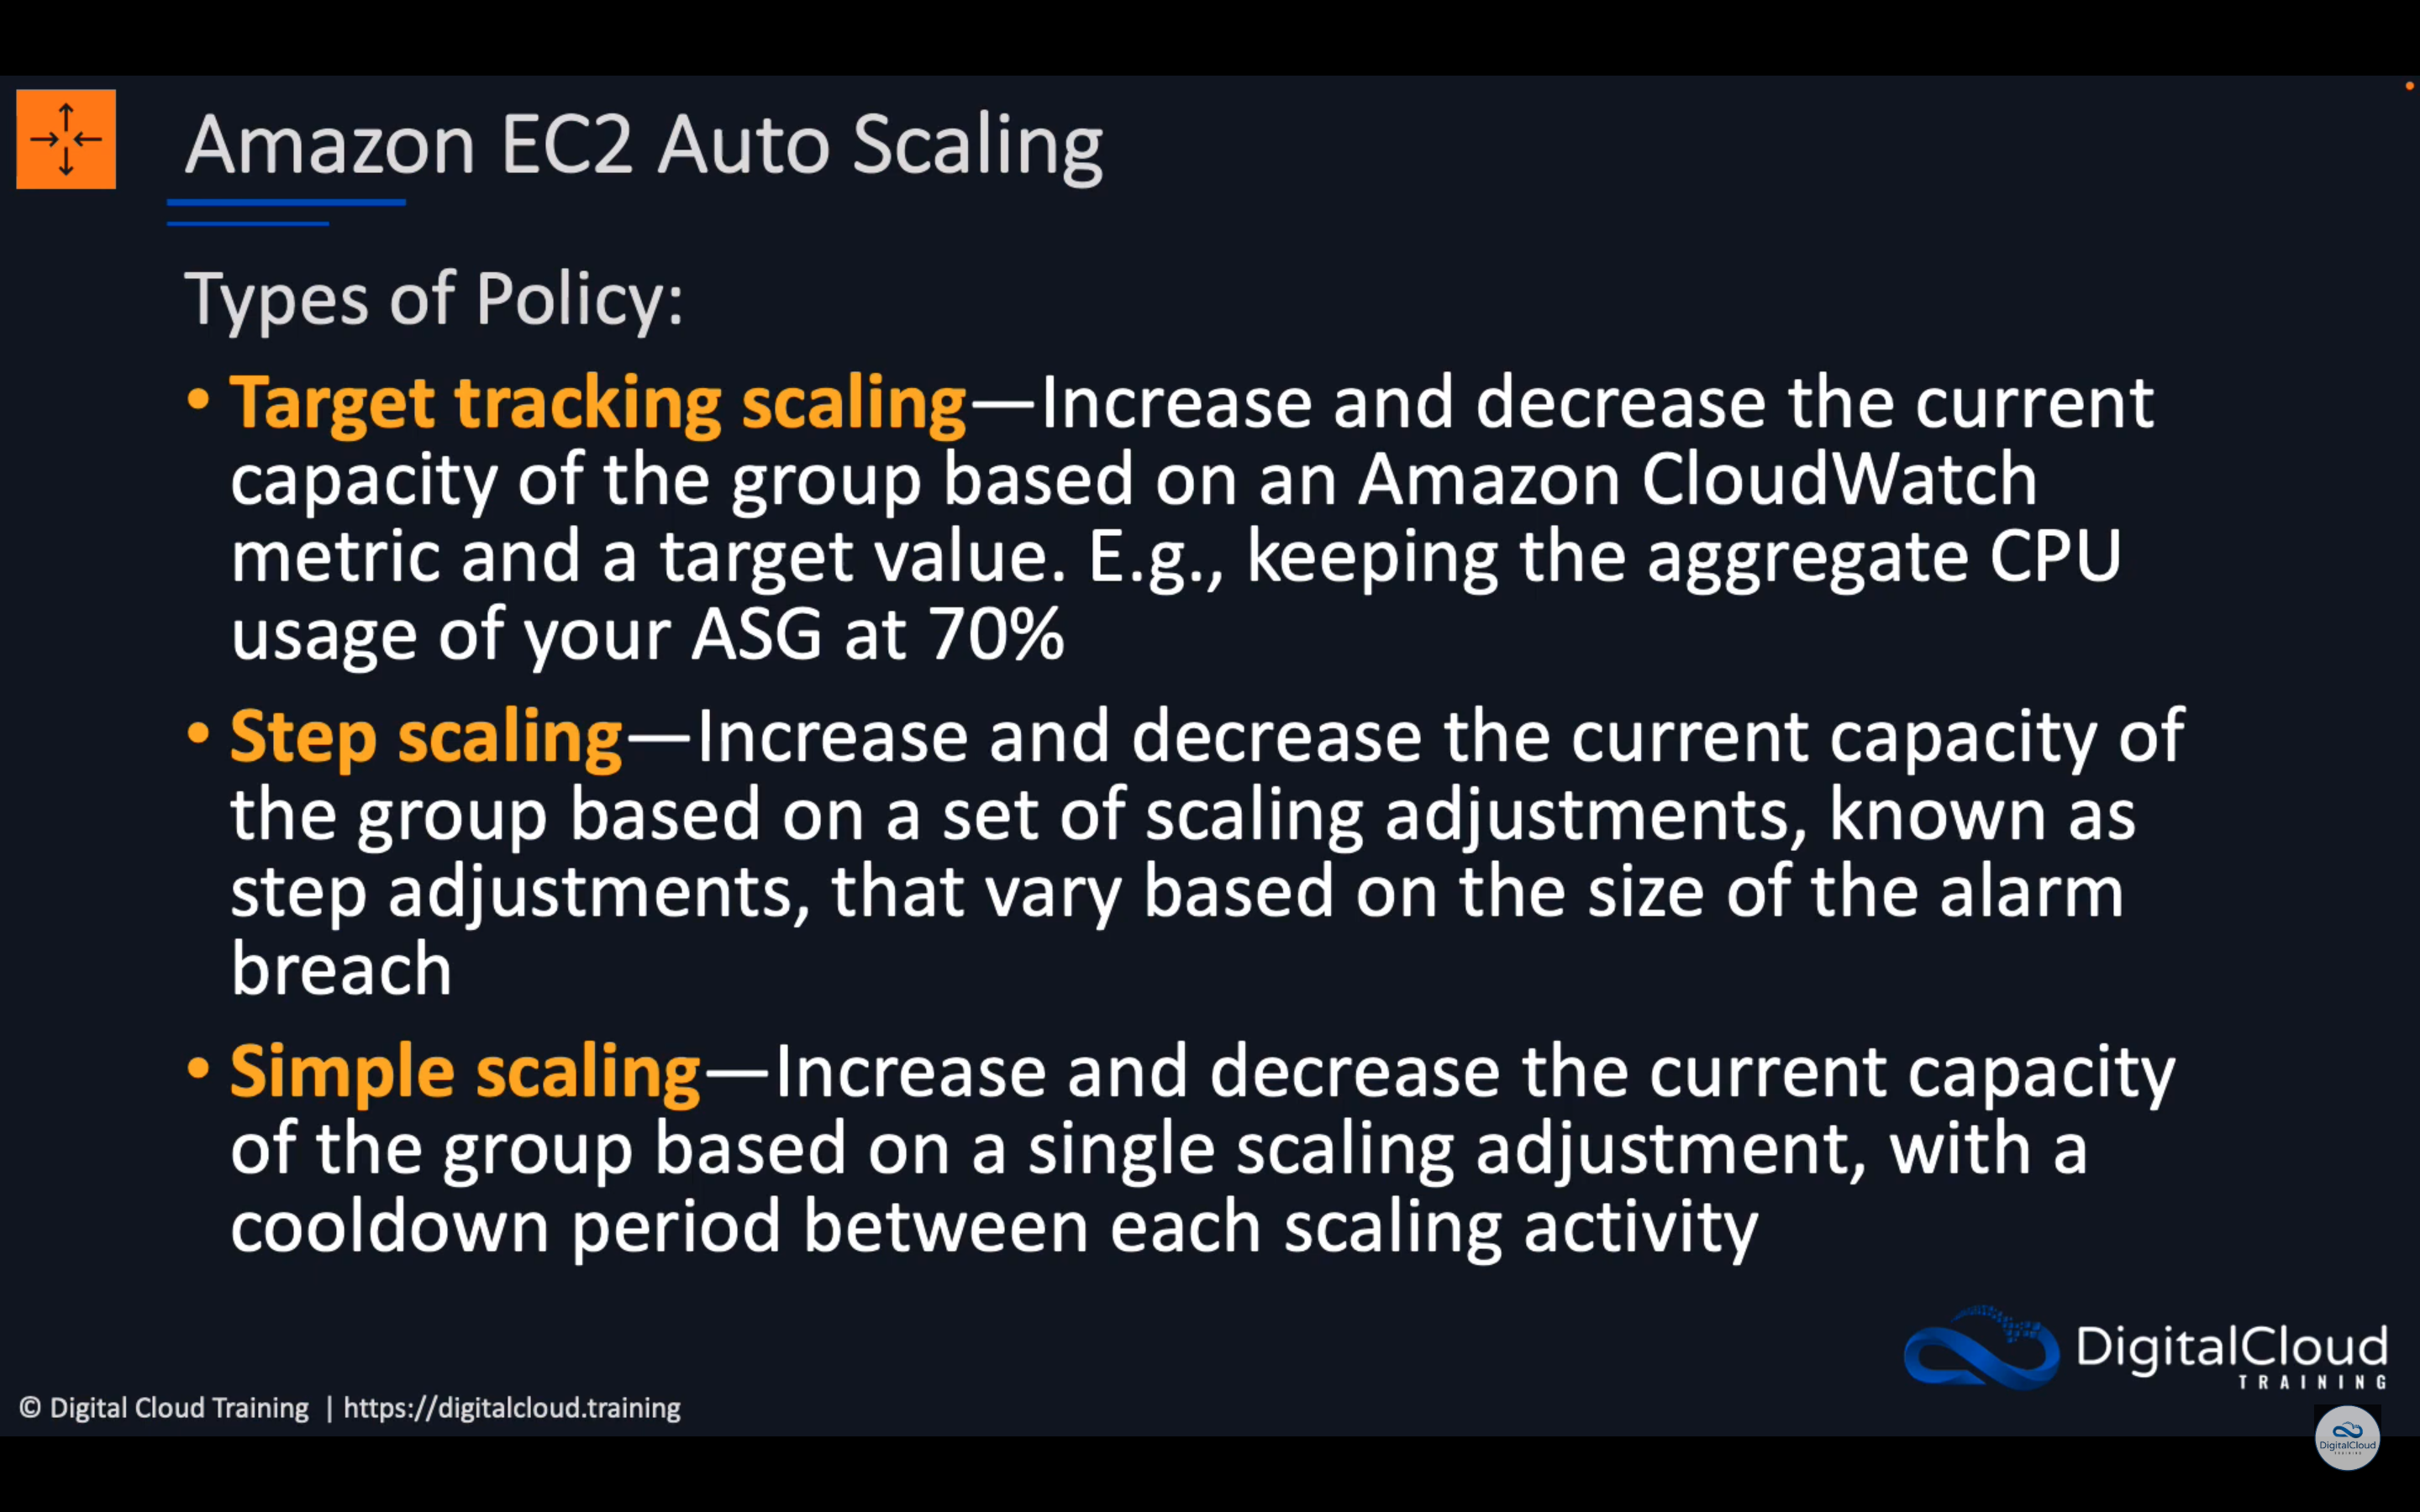 Amazon EC2 Auto Scaling
Types of Policy:
• Target tracking scaling—Increase and decrease the current
capacity of the group based on an Amazon CloudWatch
metric and a target value. E.g., keeping the aggregate CPU
usage of your ASG at 70%
• Step scaling—Increase and decrease the current capacity of
the group based on a set of scaling adjustments, known as
step adjustments, that vary based on the size of the alarm
breach
• Simple scaling—Increase and decrease the current capacity
of the group based on a single scaling adjustment, with a
cooldown period between each scaling activity
DigitalCloud
TRAINING
© Digital Cloud Training | https://digitalcloud.training
DigitalCloud
TRAINING